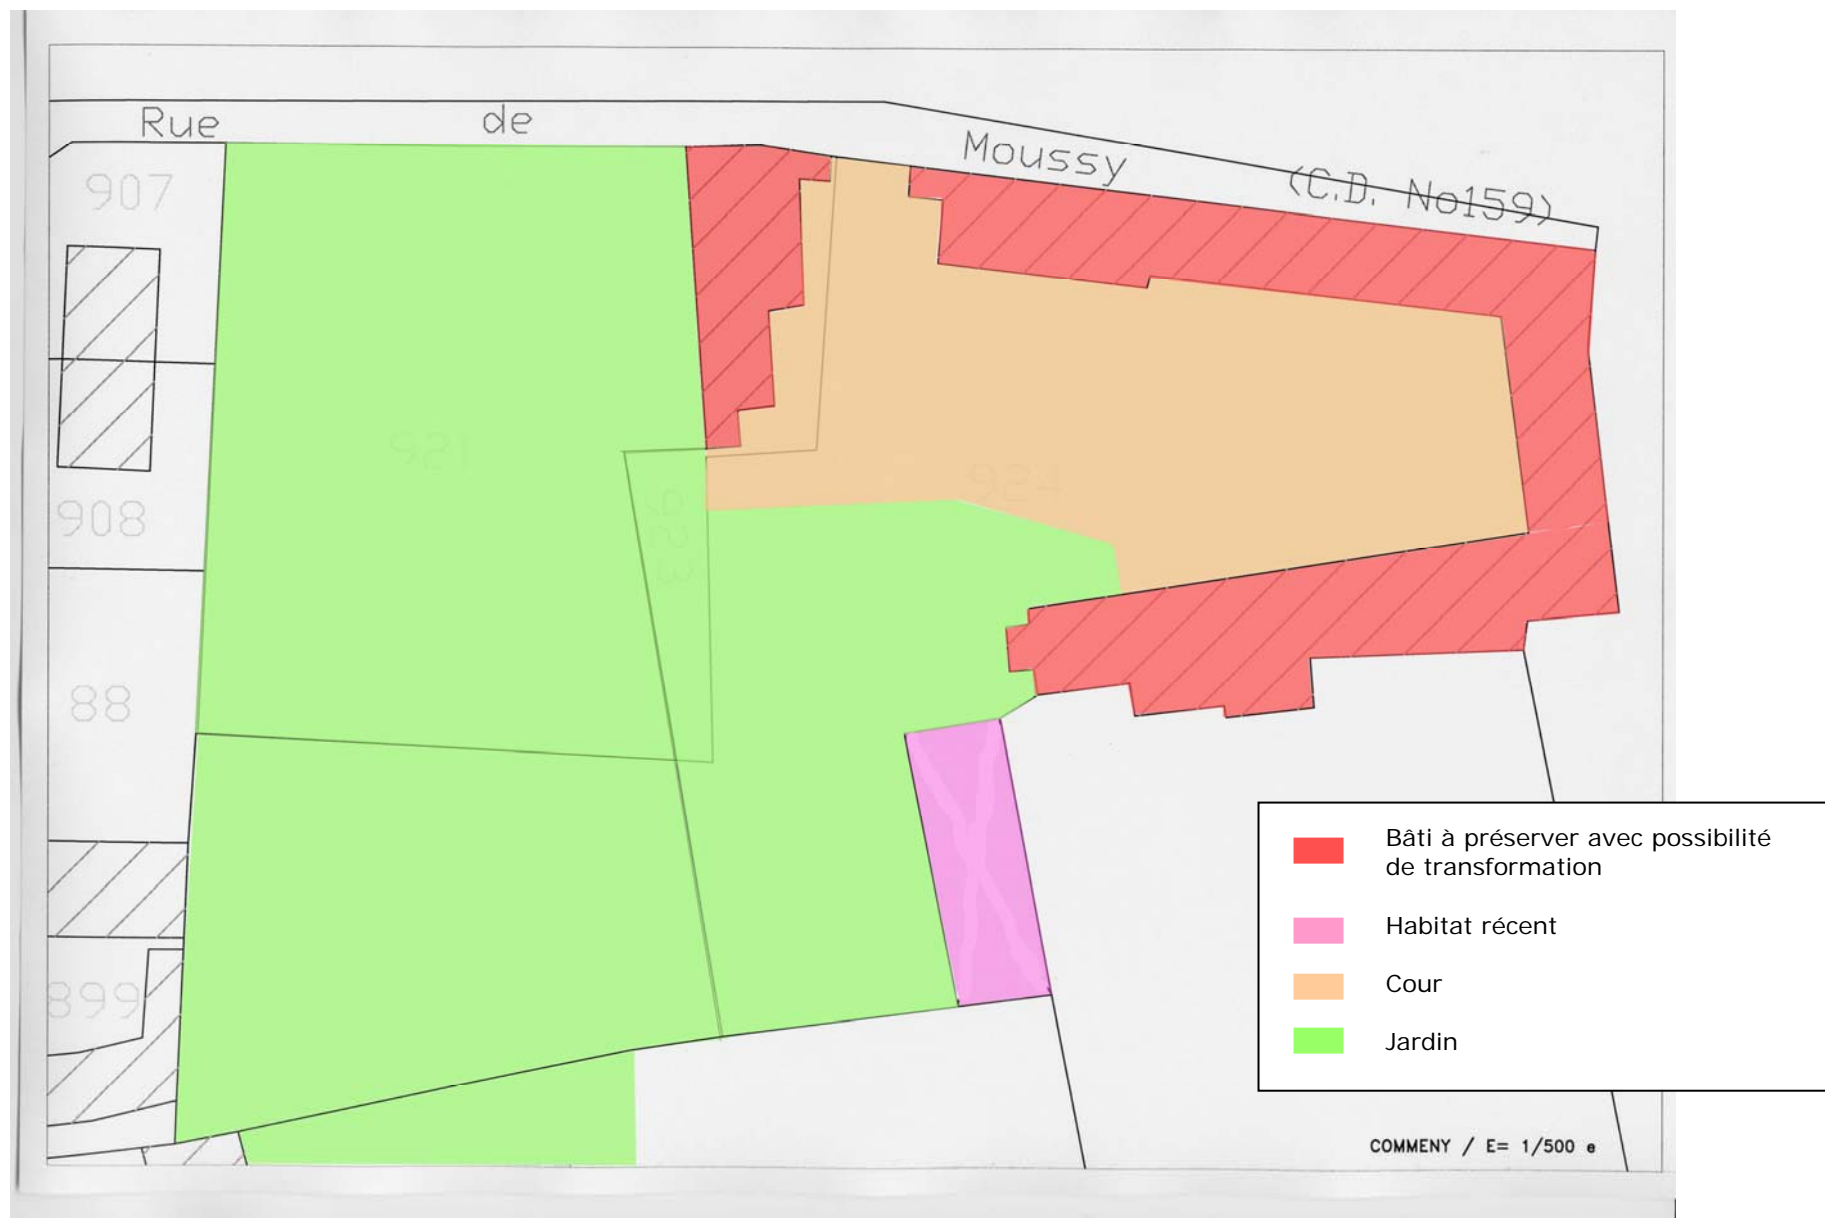 Rue de Moussy (C.D. No159)
907
921
924
908
923
88
899
Bâti à préserver avec possibilité
de transformation
Habitat récent
Cour
Jardin
COMMENY / E= 1/500 e